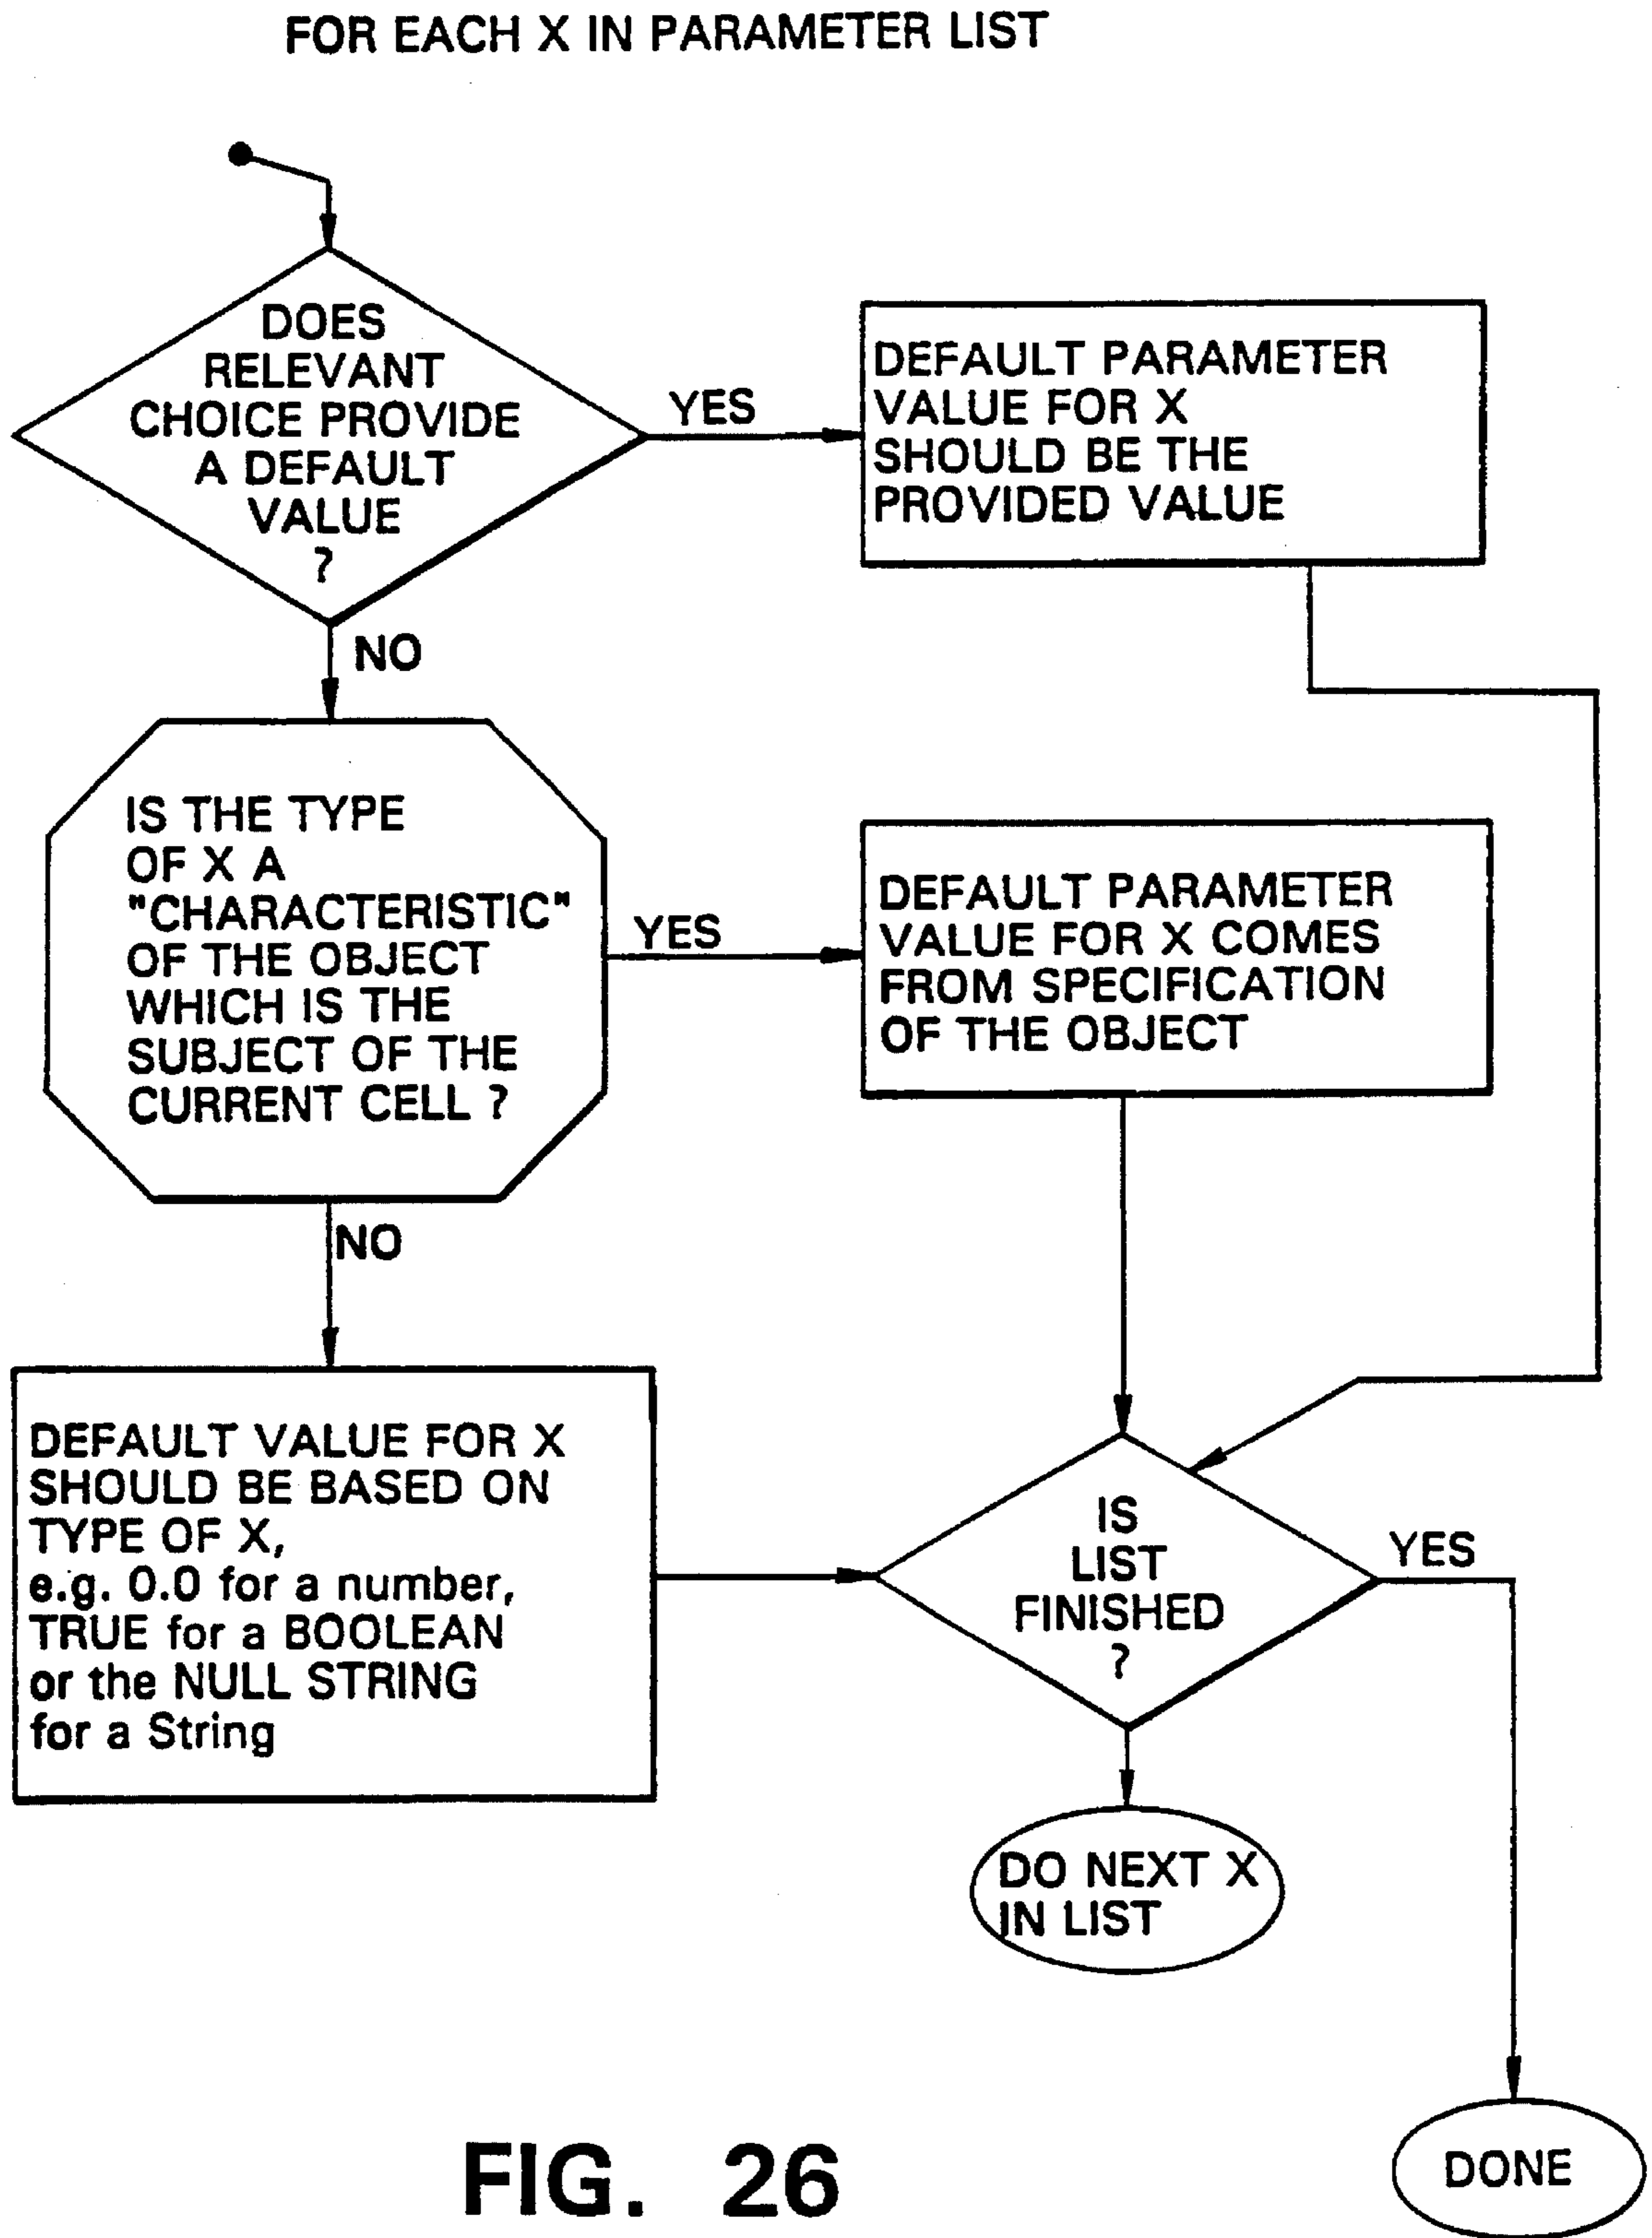 FOR EACH X IN PARAMETER LIST
DOES
RELEVANT
CHOICE PROVIDE
A DEFAULT
VALUE
?
YES
DEFAULT PARAMETER
VALUE FOR X
SHOULD BE THE
PROVIDED VALUE
NO
IS THE TYPE
OF X A
"CHARACTERISTIC"
OF THE OBJECT
WHICH IS THE
SUBJECT OF THE
CURRENT CELL ?
YES
DEFAULT PARAMETER
VALUE FOR X COMES
FROM SPECIFICATION
OF THE OBJECT
NO
DEFAULT VALUE FOR X
SHOULD BE BASED ON
TYPE OF X,
e.g. 0.0 for a number,
TRUE for a BOOLEAN
or the NULL STRING
for a String
IS
LIST
FINISHED
?
YES
DO NEXT X
IN LIST
DONE
FIG. 26